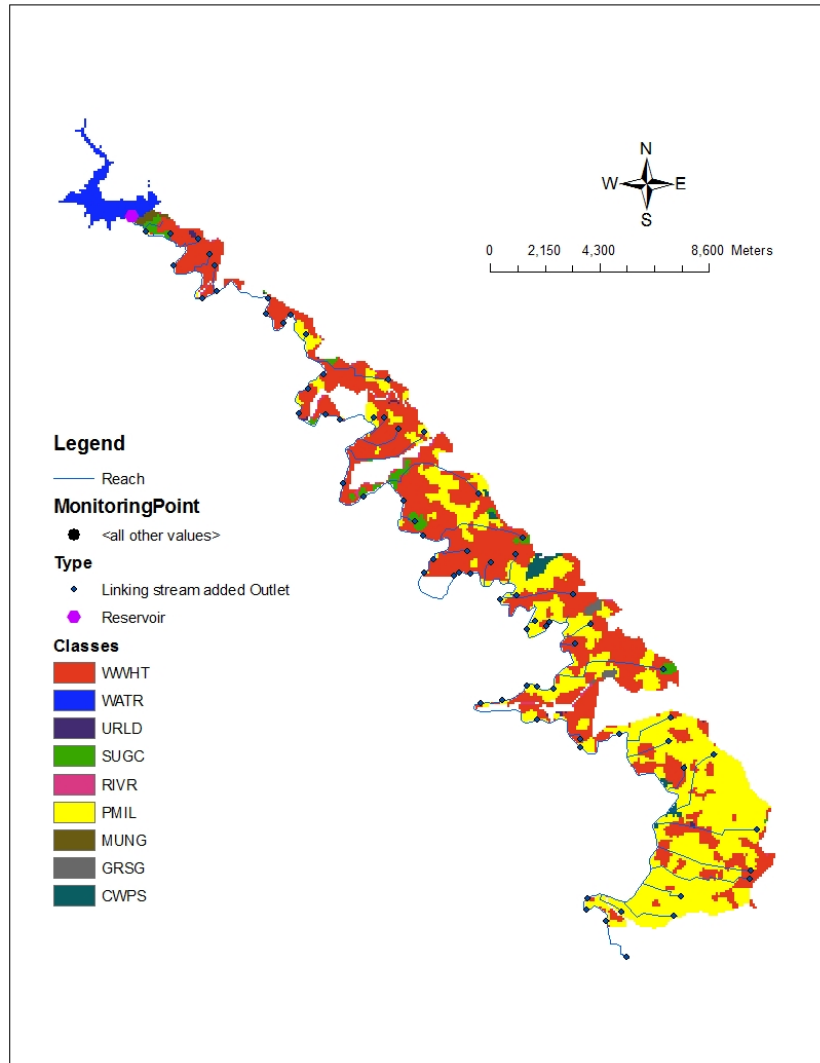 N
W E
S
0 2,150 4,300 8,600 Meters
Legend
Reach
MonitoringPoint
<all other values>
Type
Linking stream added Outlet
Reservoir
Classes
WWHT
WATR
URLD
SUGC
RIVR
PMIL
MUNG
GRSG
CWPS